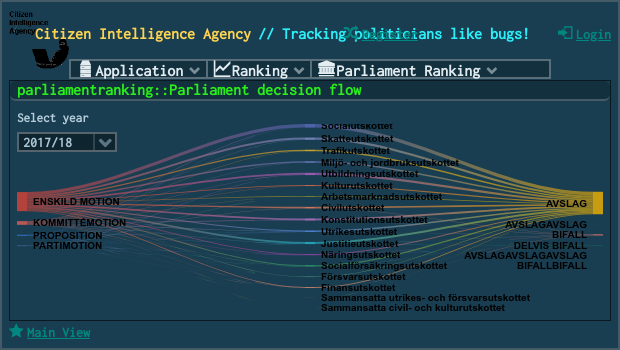 Citizen
Intelligence
Agency
Citizen Intelligence Agency // Tracking politicians like bugs!
Register
Login
Application
Ranking
Parliament Ranking
parliamentranking::Parliament decision flow
Select year
2017/18
Socialutskottet
Skatteutskottet
Trafikutskottet
Miljö- och jordbruksutskottet
Utbildningsutskottet
Kulturutskottet
Arbetsmarknadsutskottet
Civilutskottet
Konstitutionsutskottet
Utrikesutskottet
Justitieutskottet
Näringsutskottet
Socialförsäkringsutskottet
Försvarsutskottet
Finansutskottet
Sammansatta utrikes- och försvarsutskottet
Sammansatta civil- och kulturutskottet
ENSKILD MOTION
KOMMITTÉMOTION
PROPOSITION
PARTIMOTION
AVSLAG
AVSLAGAVSLAG
BIFALL
DELVIS BIFALL
AVSLAGAVSLAGAVSLAG
BIFALLBIFALL
Main View